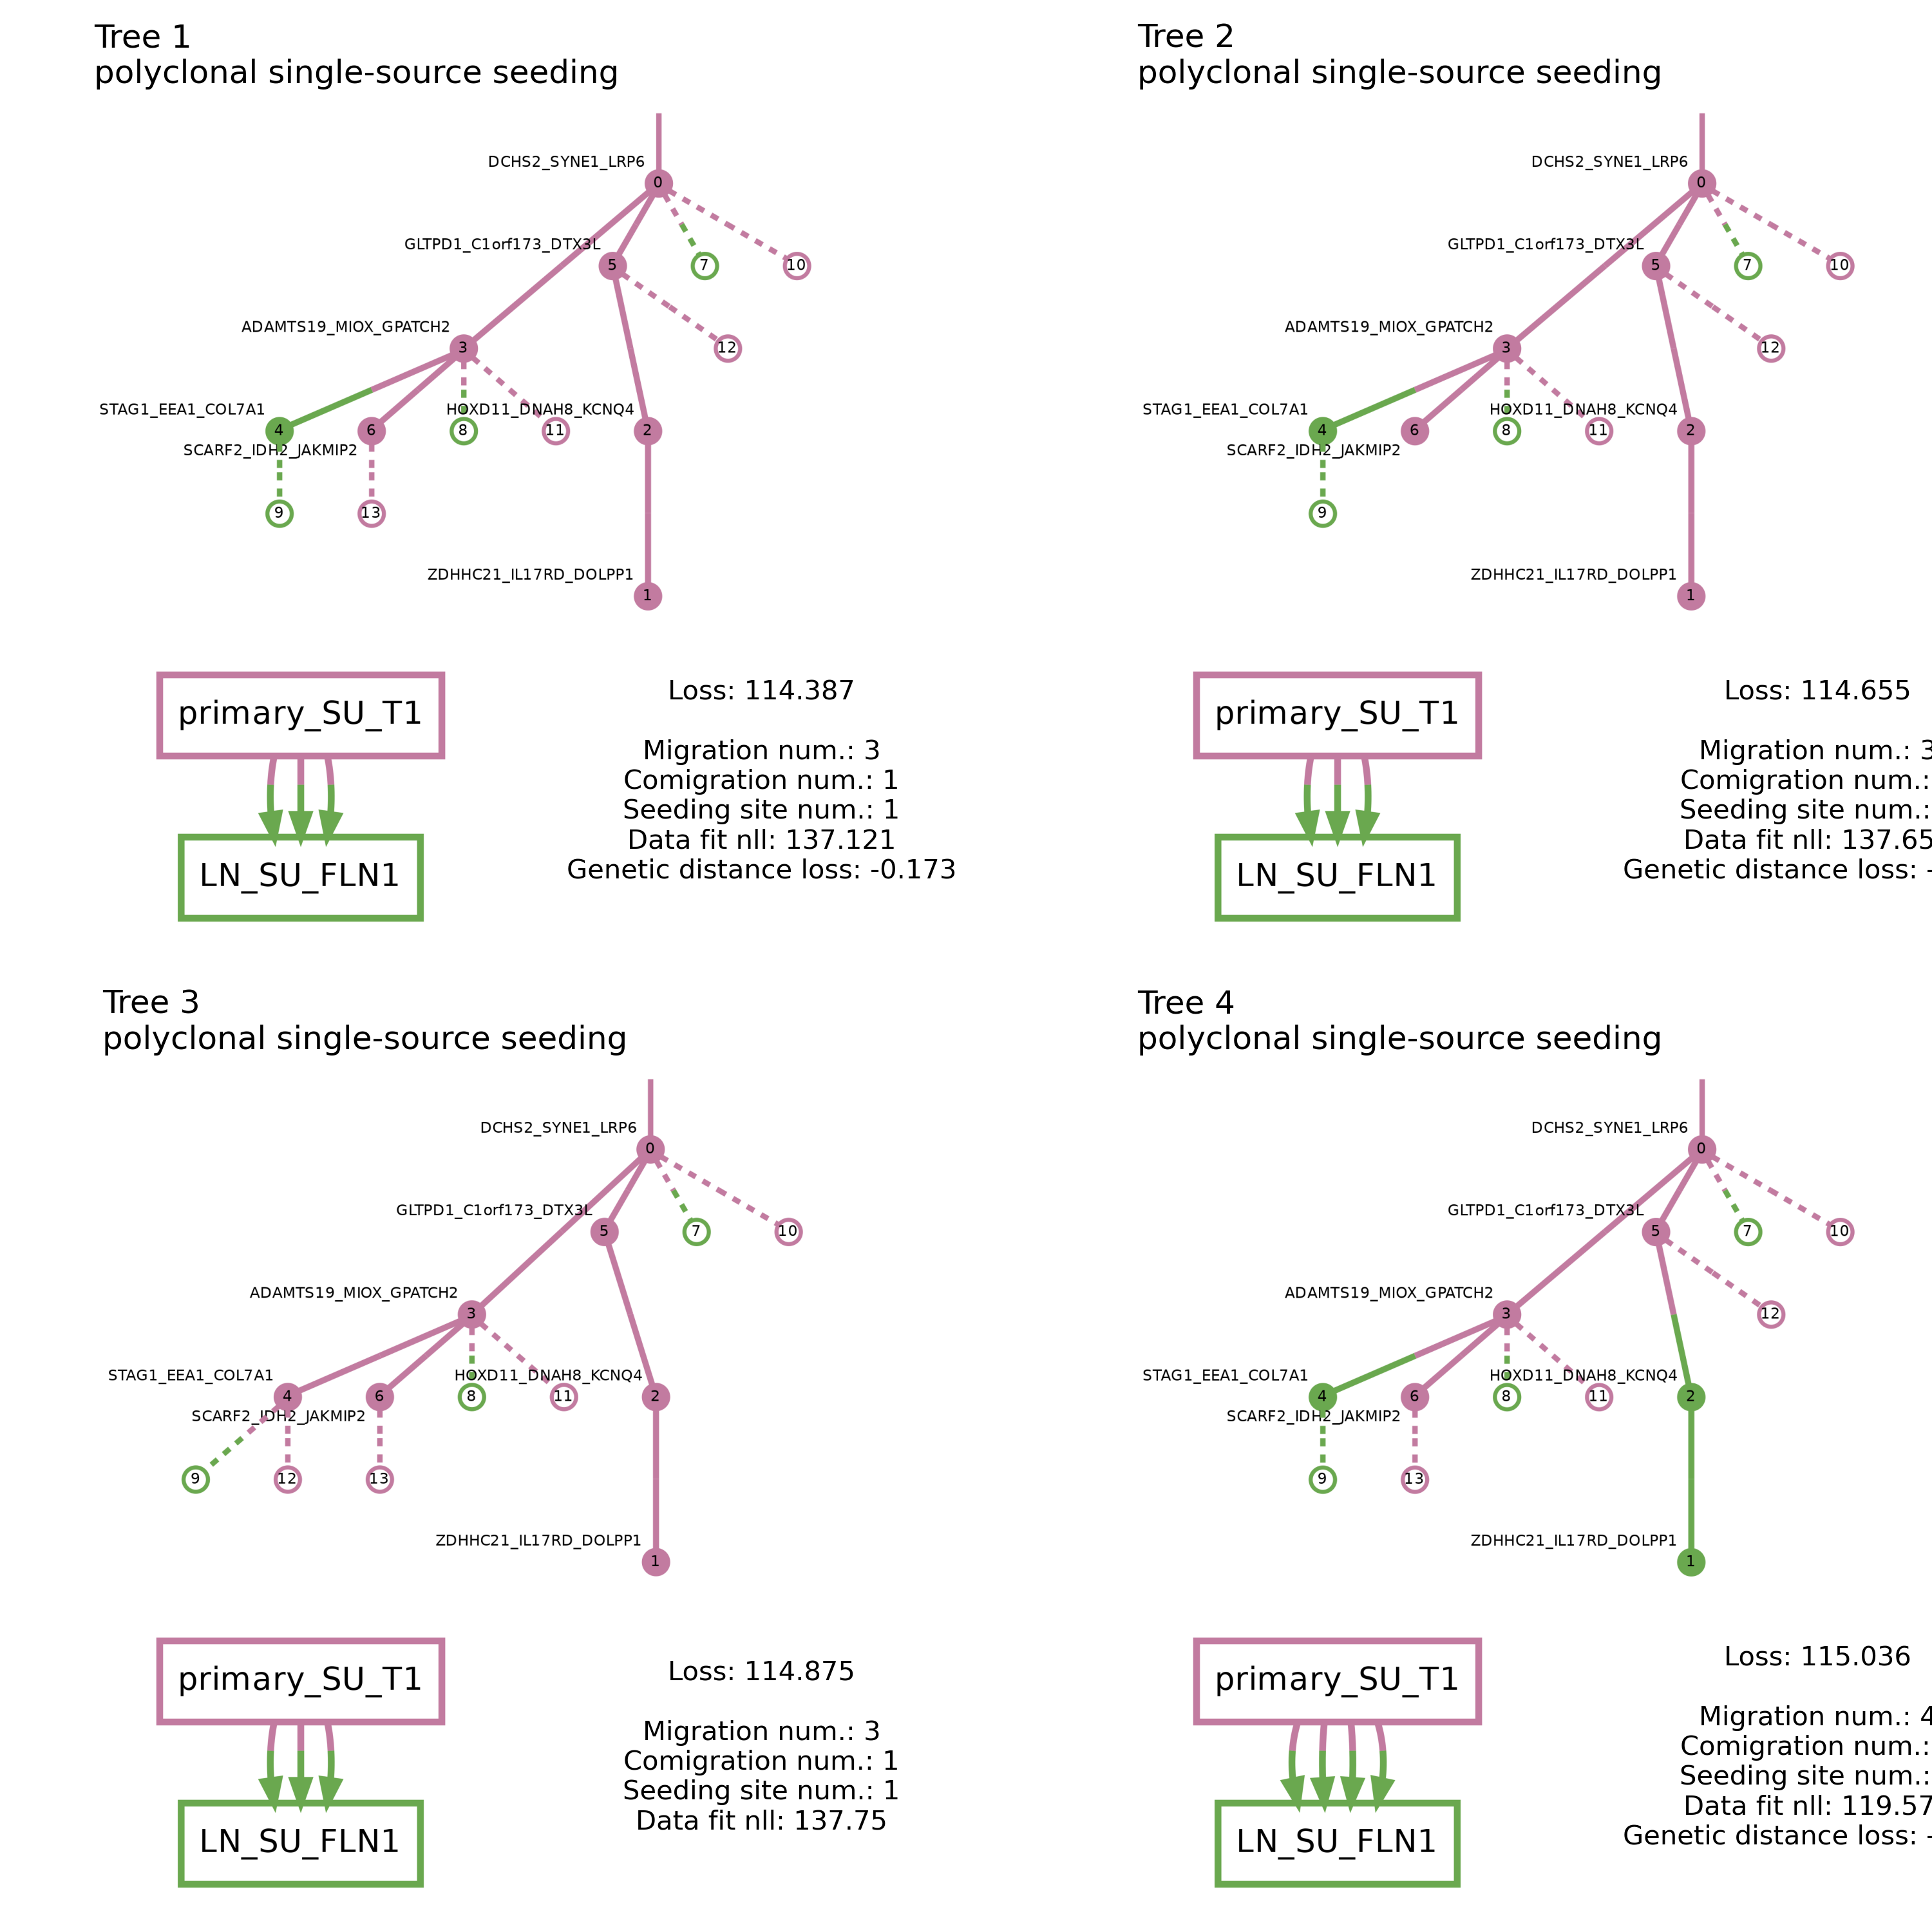 Tree 1
polyclonal single-source seeding
DCHS2_SYNE1_LRP6
0
GLTPD1_C1orf173_DTX3L
5
7
10
ADAMTS19_MIOX_GPATCH2
3
12
STAG1_EEA1_COL7A1
HOXD11_DNAH8_KCNQ4
4
6
8
11
2
SCARF2_IDH2_JAKMIP2
9
13
ZDHHC21_IL17RD_DOLPP1
1
primary_SU_T1
LN_SU_FLN1
Loss: 114.387
Migration num.: 3
Comigration num.: 1
Seeding site num.: 1
Data fit nll: 137.121
Genetic distance loss: -0.173
Tree 2
polyclonal single-source seeding
DCHS2_SYNE1_LRP6
0
GLTPD1_C1orf173_DTX3L
5
7
10
ADAMTS19_MIOX_GPATCH2
3
12
STAG1_EEA1_COL7A1
HOXD11_DNAH8_KCNQ4
4
6
8
11
2
SCARF2_IDH2_JAKMIP2
9
ZDHHC21_IL17RD_DOLPP1
1
primary_SU_T1
LN_SU_FLN1
Loss: 114.655
Migration num.: 3
Comigration num.:
Seeding site num.:
Data fit nll: 137.65
Genetic distance loss: -
Tree 3
polyclonal single-source seeding
DCHS2_SYNE1_LRP6
0
GLTPD1_C1orf173_DTX3L
5
7
10
ADAMTS19_MIOX_GPATCH2
3
STAG1_EEA1_COL7A1
HOXD11_DNAH8_KCNQ4
4
6
8
11
2
SCARF2_IDH2_JAKMIP2
9
12
13
ZDHHC21_IL17RD_DOLPP1
1
primary_SU_T1
LN_SU_FLN1
Loss: 114.875
Migration num.: 3
Comigration num.: 1
Seeding site num.: 1
Data fit nll: 137.75
Tree 4
polyclonal single-source seeding
DCHS2_SYNE1_LRP6
0
GLTPD1_C1orf173_DTX3L
5
7
10
ADAMTS19_MIOX_GPATCH2
3
12
STAG1_EEA1_COL7A1
HOXD11_DNAH8_KCNQ4
4
6
8
11
2
SCARF2_IDH2_JAKMIP2
9
13
ZDHHC21_IL17RD_DOLPP1
1
primary_SU_T1
LN_SU_FLN1
Loss: 115.036
Migration num.: 4
Comigration num.:
Seeding site num.:
Data fit nll: 119.57
Genetic distance loss: -